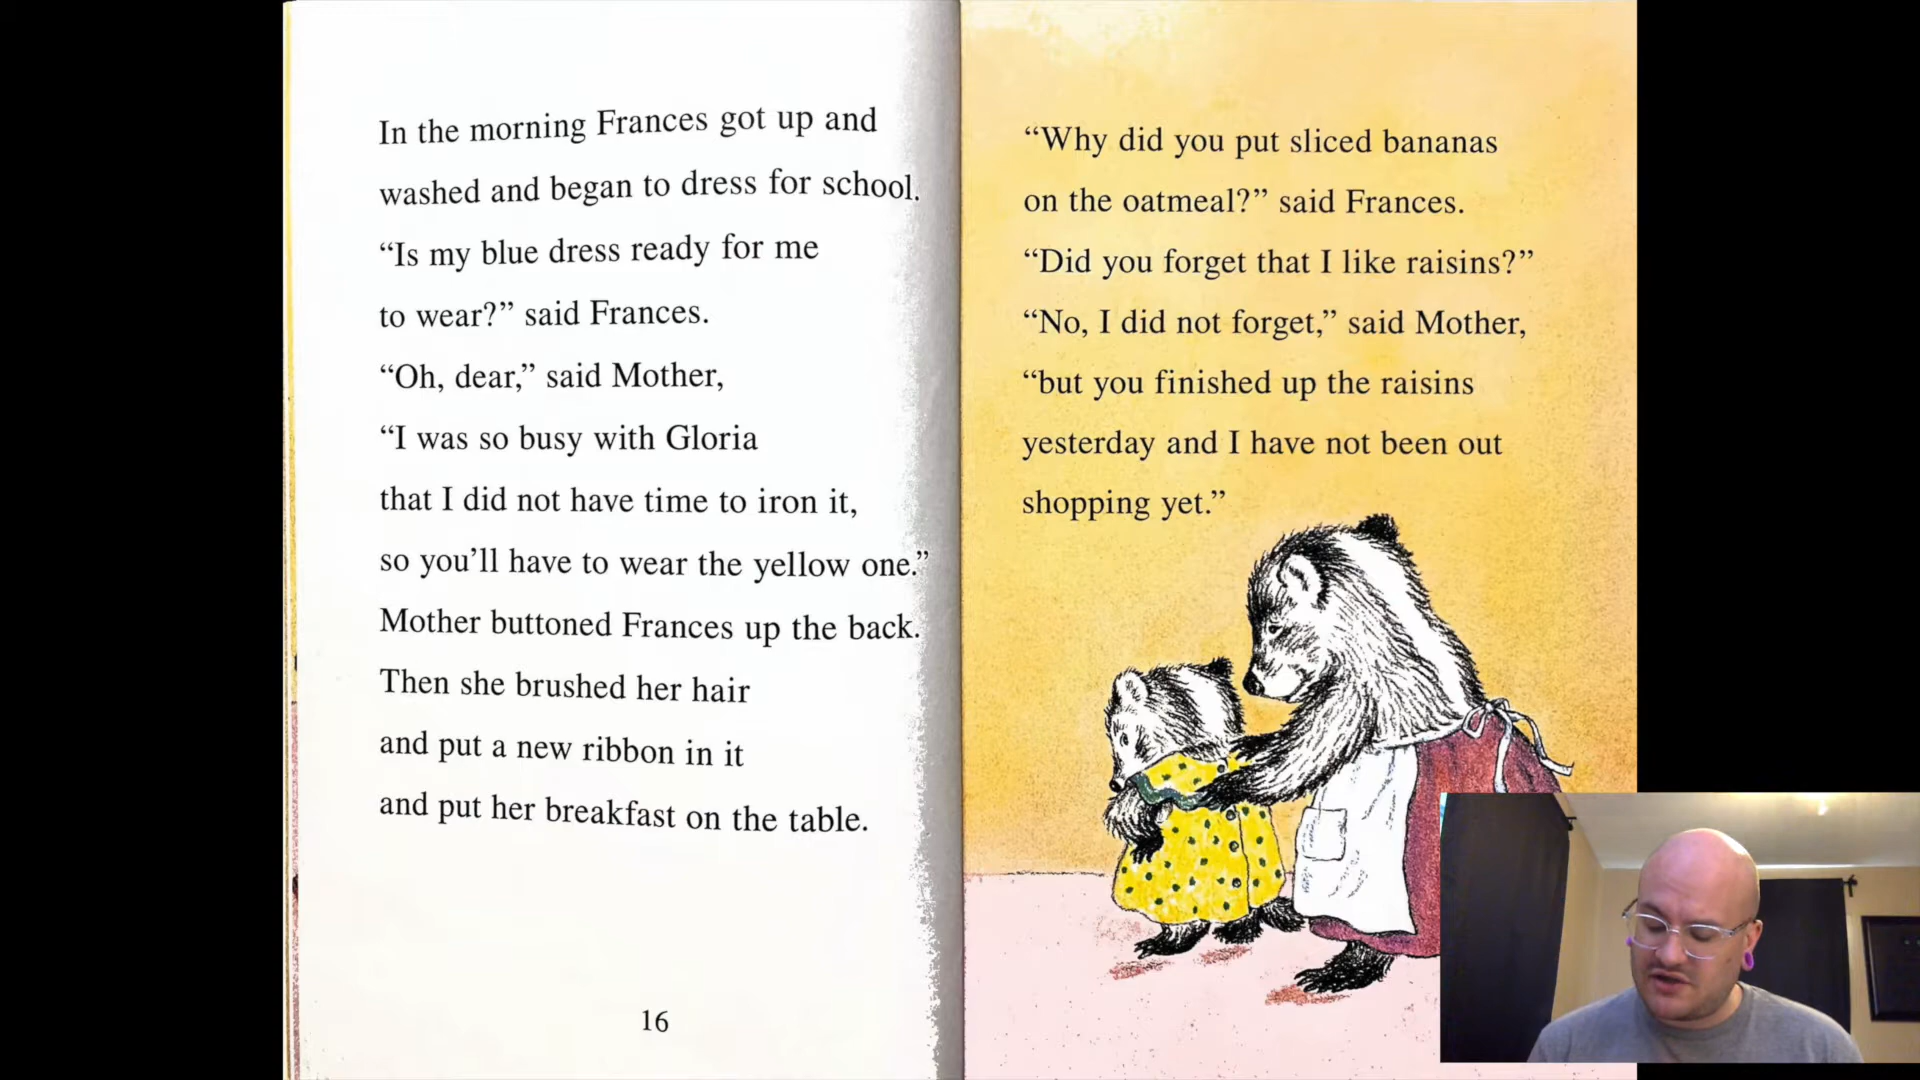 In the morning Frances got up and
washed and began to dress for school.
“Is my blue dress ready for me
to wear?” said Frances.
“Oh, dear,” said Mother,
“I was so busy with Gloria
that I did not have time to iron it,
so you’ll have to wear the yellow one.”
Mother buttoned Frances up the back.
Then she brushed her hair
and put a new ribbon in it
and put her breakfast on the table.
16
“Why did you put sliced bananas
on the oatmeal?” said Frances.
“Did you forget that I like raisins?”
“No, I did not forget,” said Mother,
“but you finished up the raisins
yesterday and I have not been out
shopping yet.”